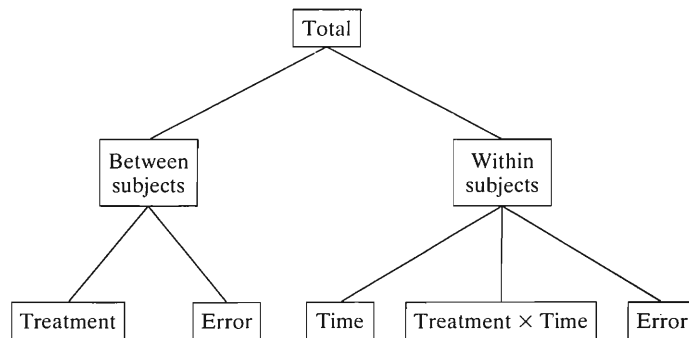 Total
Between
subjects
Within
subjects
Treatment
Error
Time
Treatment × Time
Error